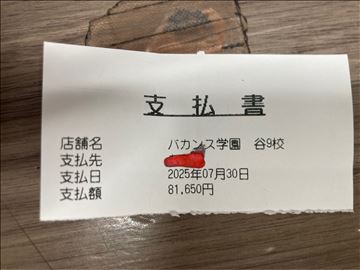 支払書
店舗名 バカンス学園 谷9校
支払先
支払日 2025年07月30日
支払額 81,650円